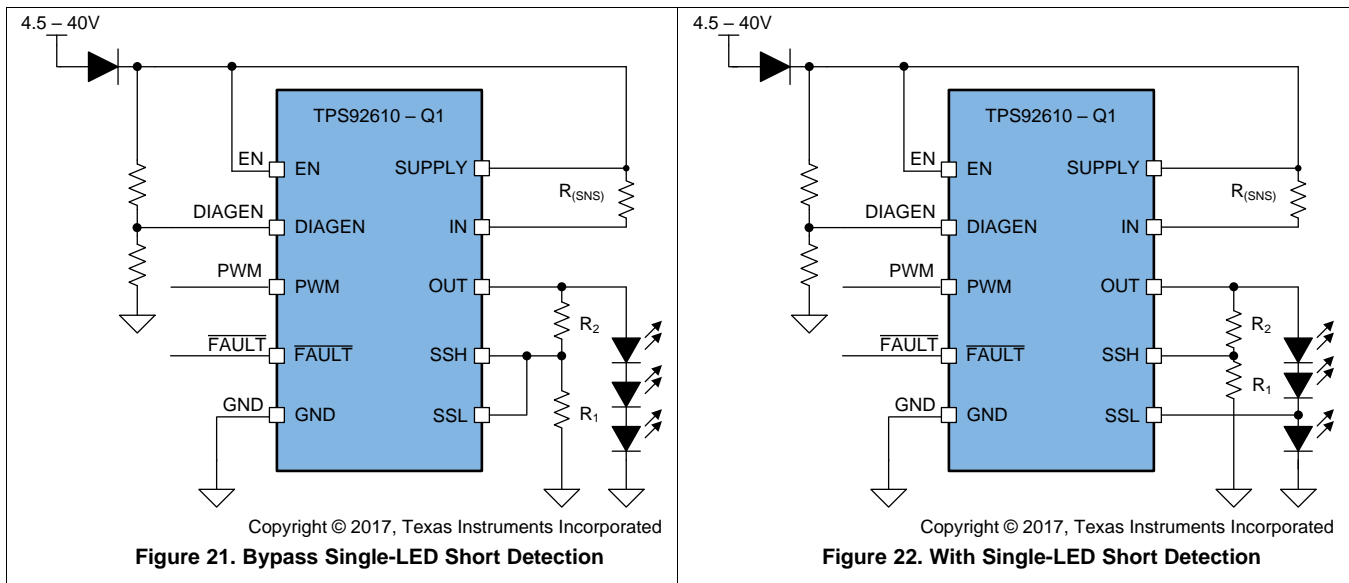 4.5 – 40V
TPS92610 – Q1
EN
EN
SUPPLY
R(SNS)
DIAGEN
DIAGEN
IN
PWM
PWM
OUT
R2
FAULT
FAULT
SSH
R1
GND
GND
SSL
Copyright © 2017, Texas Instruments Incorporated
Figure 21. Bypass Single-LED Short Detection
4.5 – 40V
TPS92610 – Q1
EN
EN
SUPPLY
R(SNS)
DIAGEN
DIAGEN
IN
PWM
PWM
OUT
R2
FAULT
FAULT
SSH
R1
GND
GND
SSL
Copyright © 2017, Texas Instruments Incorporated
Figure 22. With Single-LED Short Detection